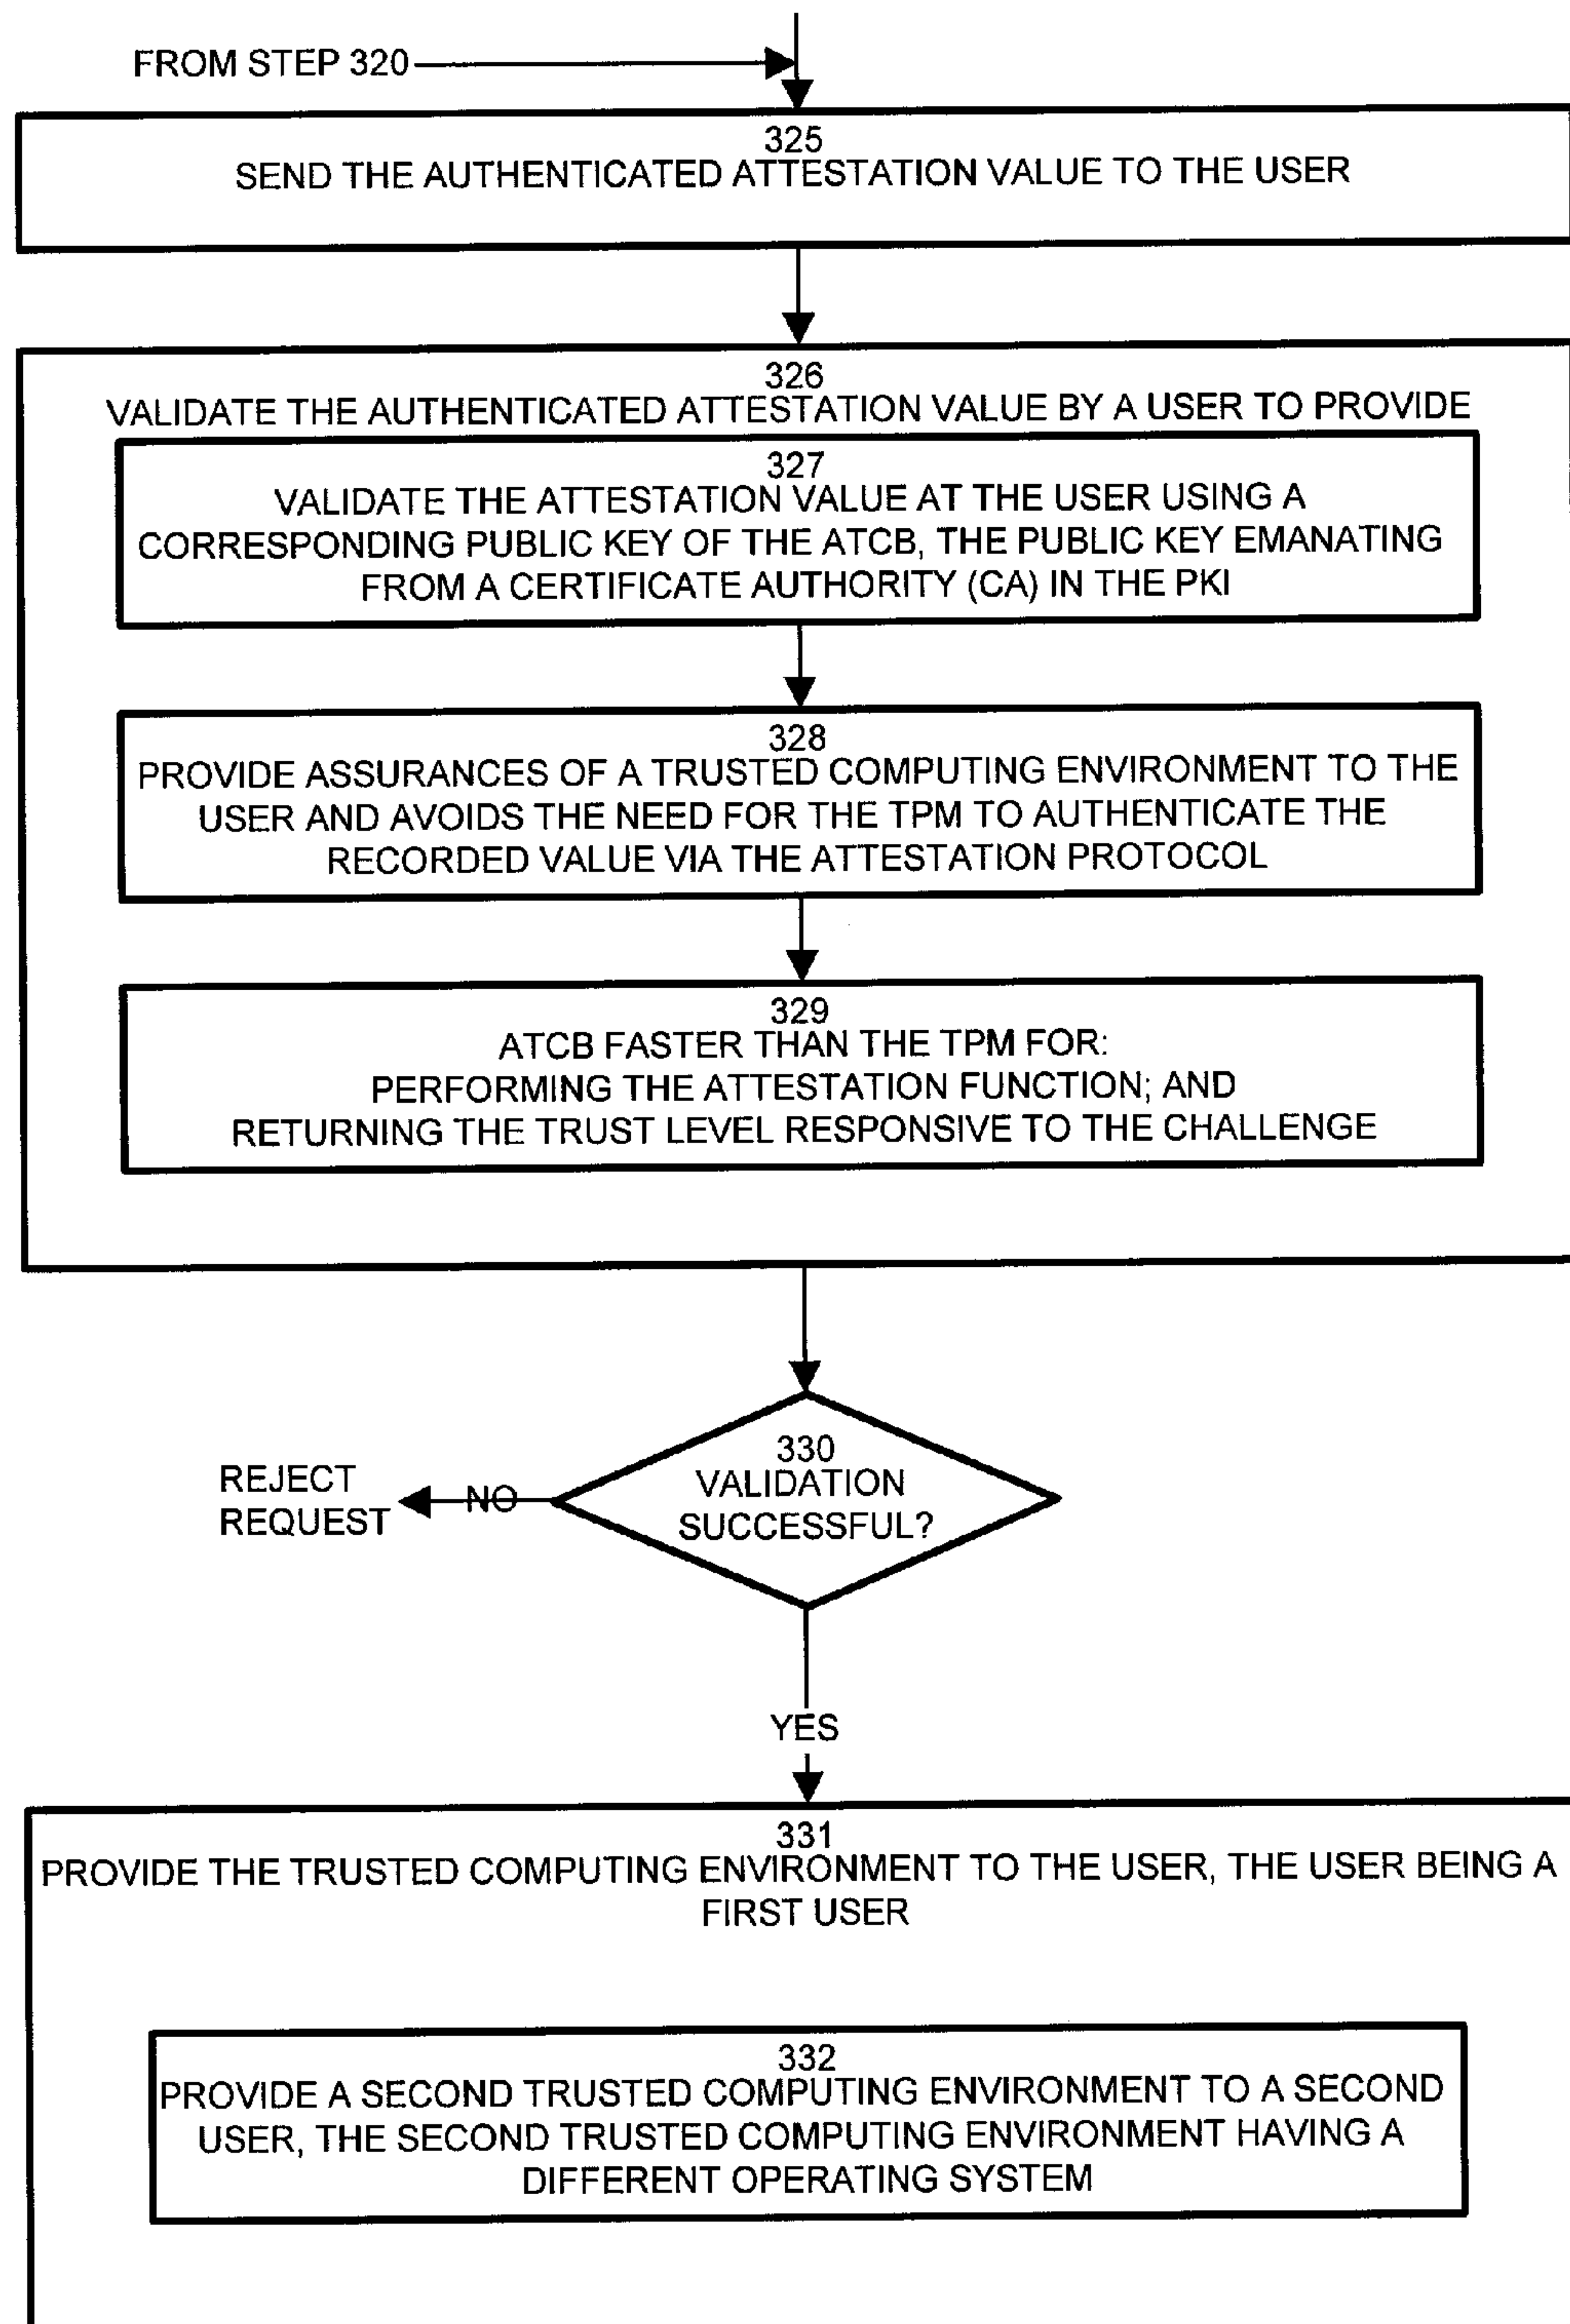 FROM STEP 320
325
SEND THE AUTHENTICATED ATTESTATION VALUE TO THE USER
326
VALIDATE THE AUTHENTICATED ATTESTATION VALUE BY A USER TO PROVIDE
327
VALIDATE THE ATTESTATION VALUE AT THE USER USING A
CORRESPONDING PUBLIC KEY OF THE ATCB, THE PUBLIC KEY EMANATING
FROM A CERTIFICATE AUTHORITY (CA) IN THE PKI
328
PROVIDE ASSURANCES OF A TRUSTED COMPUTING ENVIRONMENT TO THE
USER AND AVOIDS THE NEED FOR THE TPM TO AUTHENTICATE THE
RECORDED VALUE VIA THE ATTESTATION PROTOCOL
329
ATCB FASTER THAN THE TPM FOR:
PERFORMING THE ATTESTATION FUNCTION; AND
RETURNING THE TRUST LEVEL RESPONSIVE TO THE CHALLENGE
330
VALIDATION
SUCCESSFUL?
NO
REJECT
REQUEST
YES
331
PROVIDE THE TRUSTED COMPUTING ENVIRONMENT TO THE USER, THE USER BEING A
FIRST USER
332
PROVIDE A SECOND TRUSTED COMPUTING ENVIRONMENT TO A SECOND
USER, THE SECOND TRUSTED COMPUTING ENVIRONMENT HAVING A
DIFFERENT OPERATING SYSTEM